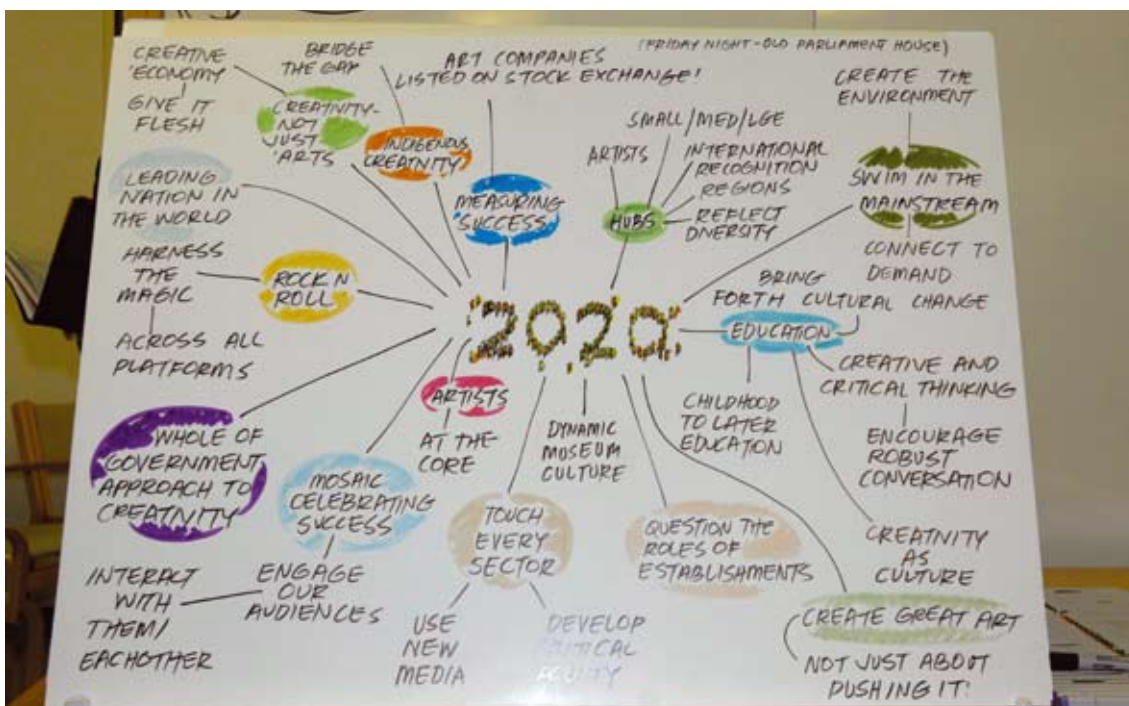 (FRIDAY NIGHT-OLD PARLIAMENT HOUSE)
CREATIVE
'ECONOMY
GIVE IT
FLESH
CREATIVITY-
NOT
JUST
'ARTS
BRIDGE
THE GAP
INDIGENOUS
CREATIVITY
ART COMPANIES
LISTED ON STOCK EXCHANGE!
MEASURING
SUCCESS
SMALL/MED/LGE
ARTISTS
INTERNATIONAL
RECOGNITION
REGIONS
REFLECT
DIVERSITY
HUBS
CREATE THE
ENVIRONMENT
SWIM IN THE
MAINSTREAM
CONNECT TO
DEMAND
LEADING
NATION IN
THE WORLD
HARNESS
THE
MAGIC
ROCK N
ROLL
ACROSS ALL
PLATFORMS
2020
BRING
FORTH CULTURAL CHANGE
EDUCATION
CREATIVE AND
CRITICAL THINKING
ENCOURAGE
ROBUST
CONVERSATION
CHILDHOOD
TO LATER
EDUCATION
CREATIVITY
AS
CULTURE
WHOLE OF
GOVERNMENT
APPROACH TO
CREATIVITY
MOSAIC
CELEBRATING
SUCCESS
ENGAGE
OUR
AUDIENCES
INTERACT
WITH
THEM/
EACHOTHER
ARTISTS
AT THE
CORE
DYNAMIC
MUSEUM
CULTURE
TOUCH
EVERY
SECTOR
USE
NEW
MEDIA
DEVELOP
QUESTION THE
ROLES OF
ESTABLISHMENTS
CREATE GREAT ART
NOT JUST ABOUT
PUSHING IT!